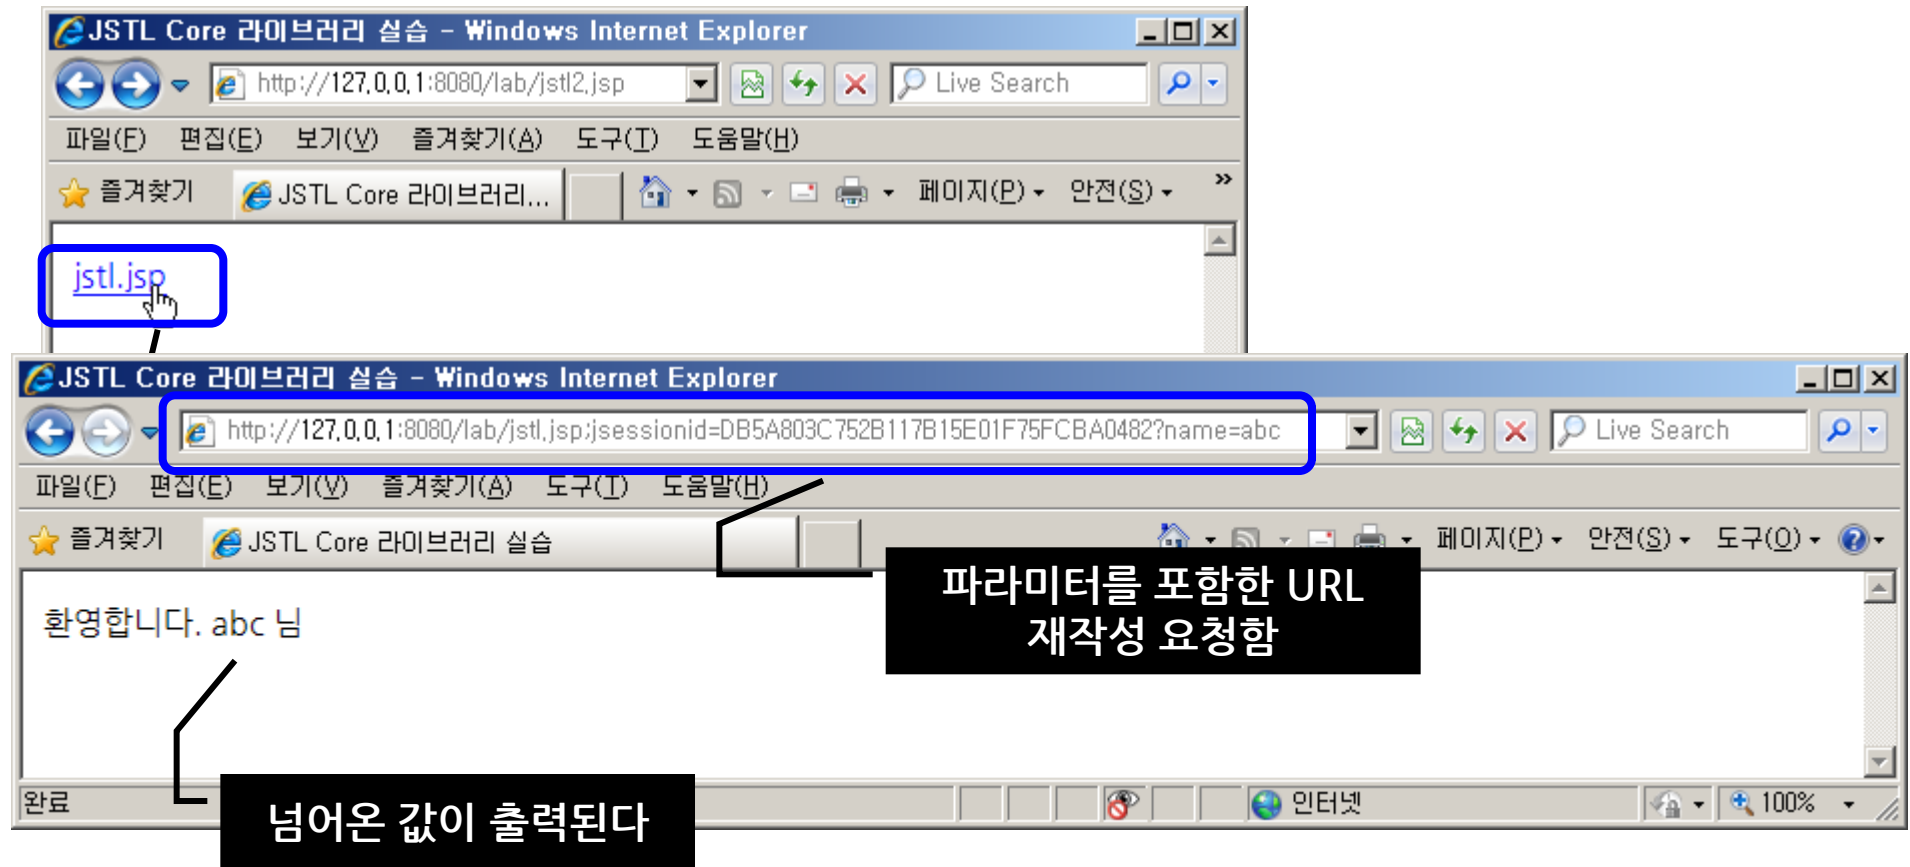 JSTL Core 라이브러리 실습 - Windows Internet Explorer
http://127.0.0.1:8080/lab/jstl2.jsp
Live Search
파일(F) 편집(E) 보기(V) 즐겨찾기(A) 도구(T) 도움말(H)
즐겨찾기 JSTL Core 라이브러리... 페이지(P) 안전(S) »
jstl.jsp
JSTL Core 라이브러리 실습 - Windows Internet Explorer
http://127.0.0.1:8080/lab/jstl.jsp;jsessionid=DB5A803C752B117B15E01F75FCBA0482?name=abc
Live Search
파일(F) 편집(E) 보기(V) 즐겨찾기(A) 도구(T) 도움말(H)
즐겨찾기 JSTL Core 라이브러리 실습 페이지(P) 안전(S) 도구(O)
파라미터를 포함한 URL
재작성 요청함
환영합니다. abc 님
넘어온 값이 출력된다
완료 인터넷 100%